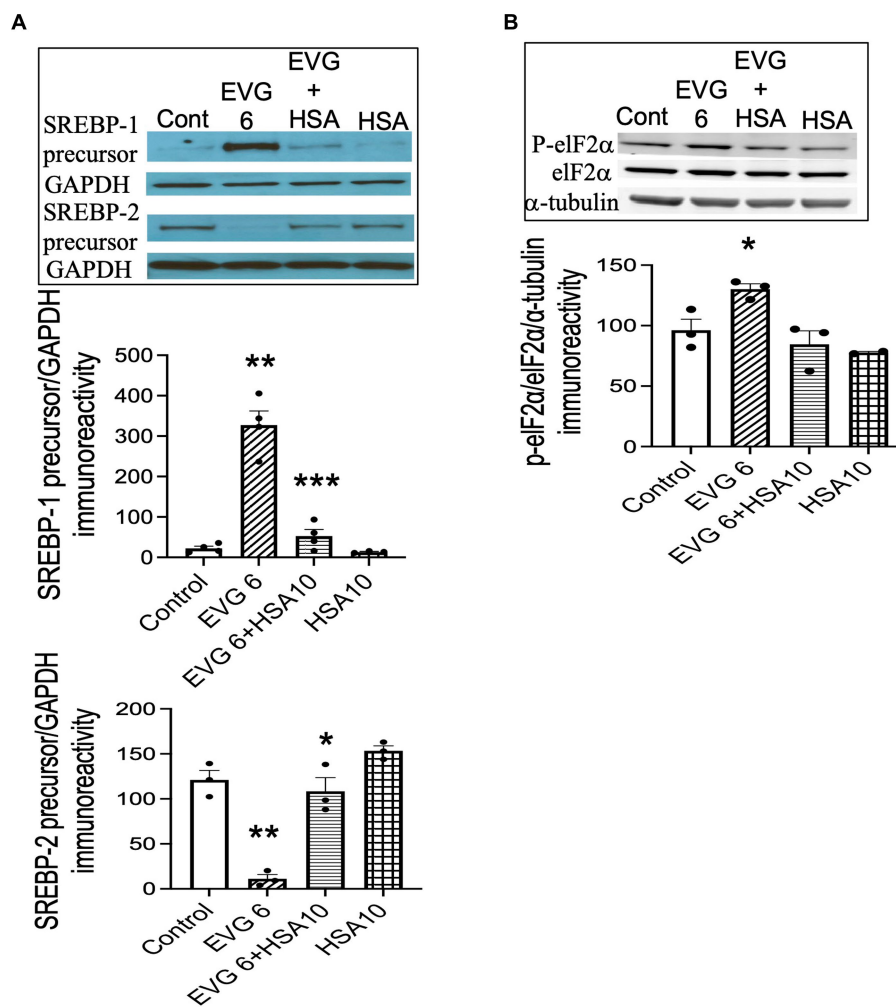 A
EVG
EVG +
Cont 6 HSA HSA
SREBP-1
precursor
GAPDH
SREBP-2
precursor
GAPDH
SREBP-1 precursor/GAPDH
immunoreactivity
500
400
300
200
100
0
**
***
Control
EVG 6
EVG 6+HSA10
HSA10
SREBP-2 precursor/GAPDH
immunoreactivity
200
150
100
50
0
**
*
Control
EVG 6
EVG 6+HSA10
HSA10
B
EVG
EVG +
Cont 6 HSA HSA
P-eIF2α
eIF2α
α-tubulin
p-eIF2α/eIF2α/α-tubulin
immunoreactivity
150
100
50
0
*
Control
EVG 6
EVG 6+HSA10
HSA10